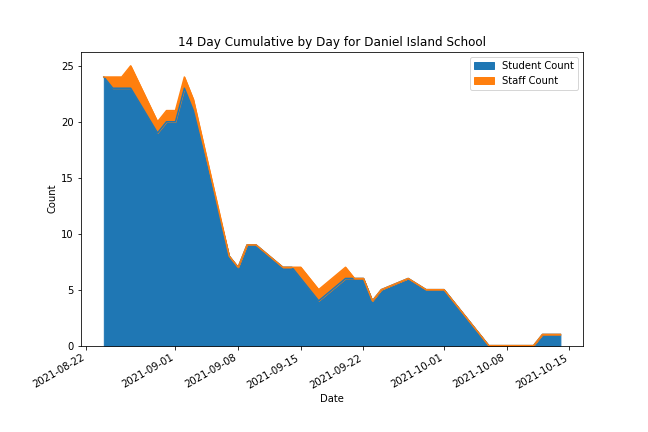 14 Day Cumulative by Day for Daniel Island School
Student Count
Staff Count
Count
25
20
15
10
5
0
2021-08-22
2021-09-01
2021-09-08
2021-09-15
2021-09-22
2021-10-01
2021-10-08
2021-10-15
Date